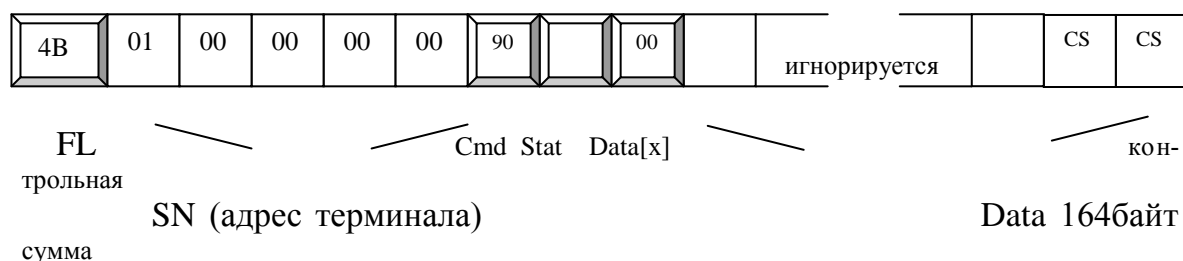 4B 01 00 00 00 00 90 00 игнорируется CS CS
FL Cmd Stat Data[x] кон-
трольная
SN (адрес терминала) Data 164байт
сумма